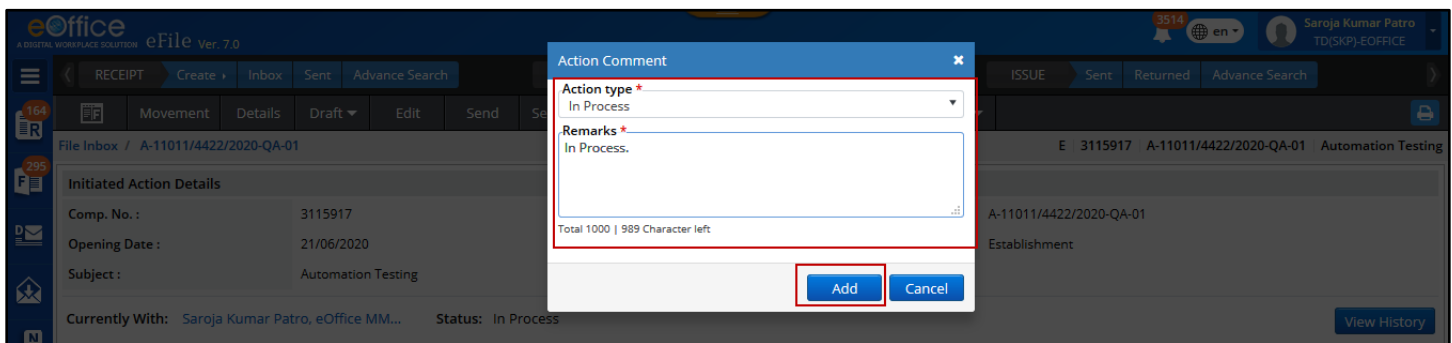 eOffice
A DIGITAL WORKPLACE SOLUTION eFile Ver. 7.0
3514 en Saroja Kumar Patro
TD(SKP)-EOFFICE
RECEIPT Create Inbox Sent Advance Search ISSUE Sent Returned Advance Search
Action Comment ×
Action type *
In Process
Remarks *
In Process.
Total 1000 | 989 Character left
Add Cancel
164 R
Movement Details Draft Edit Send Se
File Inbox / A-11011/4422/2020-QA-01 E 3115917 A-11011/4422/2020-QA-01 Automation Testing
295 F
Initiated Action Details
Comp. No. : 3115917 A-11011/4422/2020-QA-01
D
Opening Date : 21/06/2020 Establishment
Subject : Automation Testing
Currently With: Saroja Kumar Patro, eOffice MM... Status: In Process View History
N